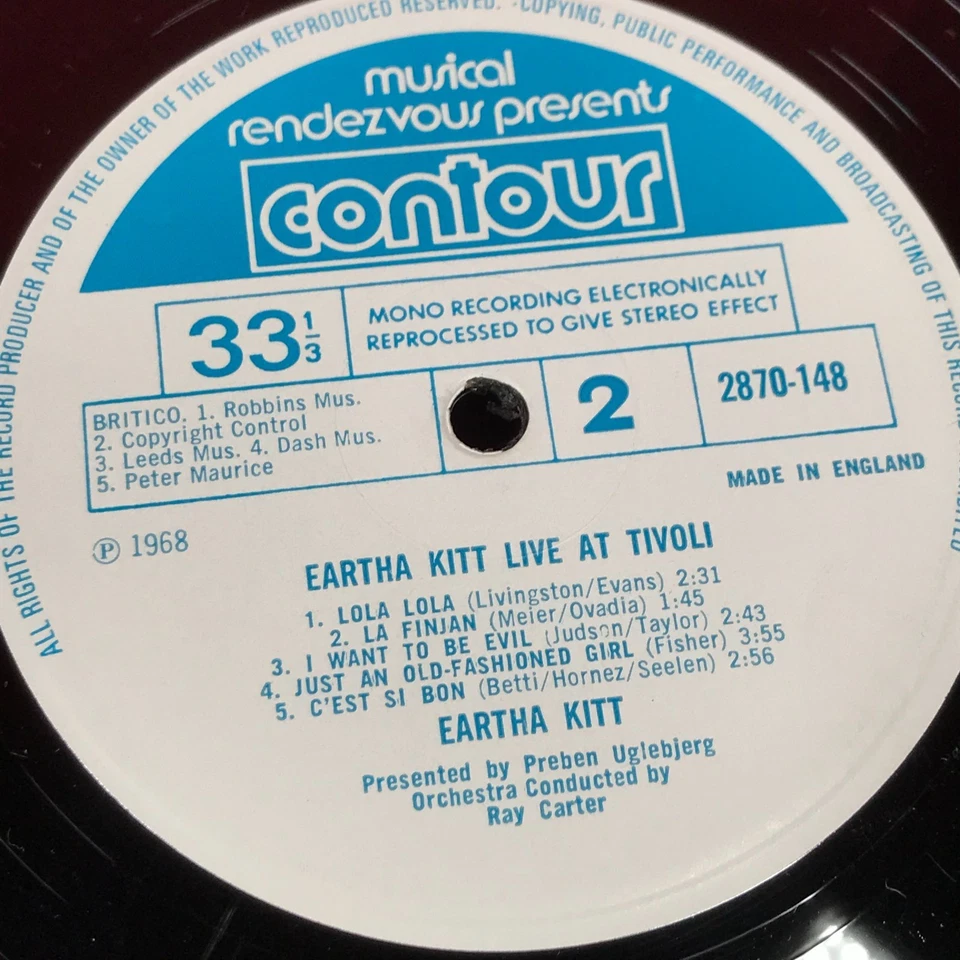 ALL RIGHTS OF THE RECORD PRODUCER AND OF THE OWNER OF THE WORK REPRODUCED RESERVED. COPYING, PUBLIC PERFORMANCE AND BROADCASTING OF THIS RECORD
musical
rendezvous presents
contour
33 1/3
MONO RECORDING ELECTRONICALLY
REPROCESSED TO GIVE STEREO EFFECT
BRITICO. 1. Robbins Mus.
2. Copyright Control
3. Leeds Mus. 4. Dash Mus.
5. Peter Maurice
2
2870-148
MADE IN ENGLAND
℗ 1968
EARTHA KITT LIVE AT TIVOLI
1. LOLA LOLA (Livingston/Evans) 2:31
2. LA FINJAN (Meier/Ovadia) 1:45
3. I WANT TO BE EVIL (Judson/Taylor) 2:43
4. JUST AN OLD-FASHIONED GIRL (Fisher) 3:55
5. C'EST SI BON (Betti/Hornez/Seelen) 2:56
EARTHA KITT
Presented by Preben Uglebjerg
Orchestra Conducted by
Ray Carter